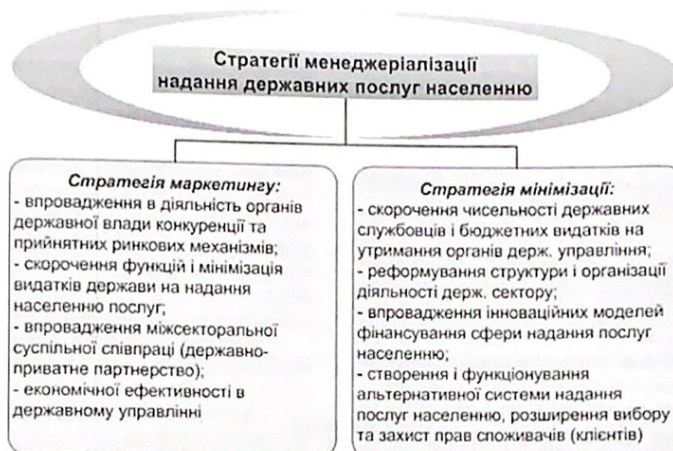 Стратегії менеджеріалізації
надання державних послуг населенню
Стратегія маркетингу:
- впровадження в діяльність органів
державної влади конкуренції та
прийнятних ринкових механізмів;
- скорочення функцій і мінімізація
видатків держави на надання
населенню послуг;
- впровадження міжсекторальної
суспільної співпраці (державно-
приватне партнерство);
- економічної ефективності в
державному управлінні
Стратегія мінімізації:
- скорочення чисельності державних
службовців і бюджетних видатків на
утримання органів держ. управління;
- реформування структури і організації
діяльності держ. сектору;
- впровадження інноваційних моделей
фінансування сфери надання послуг
населенню;
- створення і функціонування
альтернативної системи надання
послуг населенню, розширення вибору
та захист прав споживачів (клієнтів)